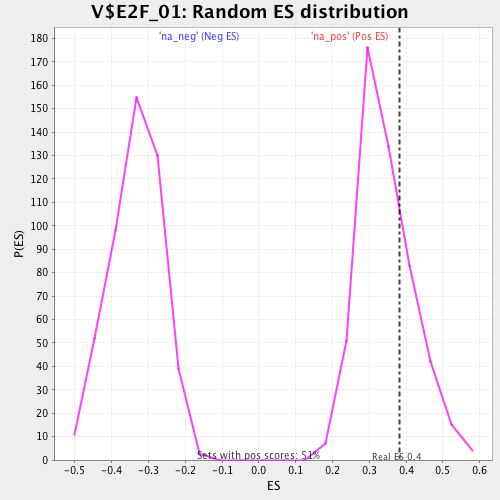 V$E2F_01: Random ES distribution
'na_neg' (Neg ES) 'na_pos' (Pos ES)
180
170
160
150
140
130
120
110
100
90
80
70
60
50
40
30
20
10
0
P(ES)
Sets with pos scores: 51%
Real ES 0.4
-0.5 -0.4 -0.3 -0.2 -0.1 0.0 0.1 0.2 0.3 0.4 0.5 0.6
ES